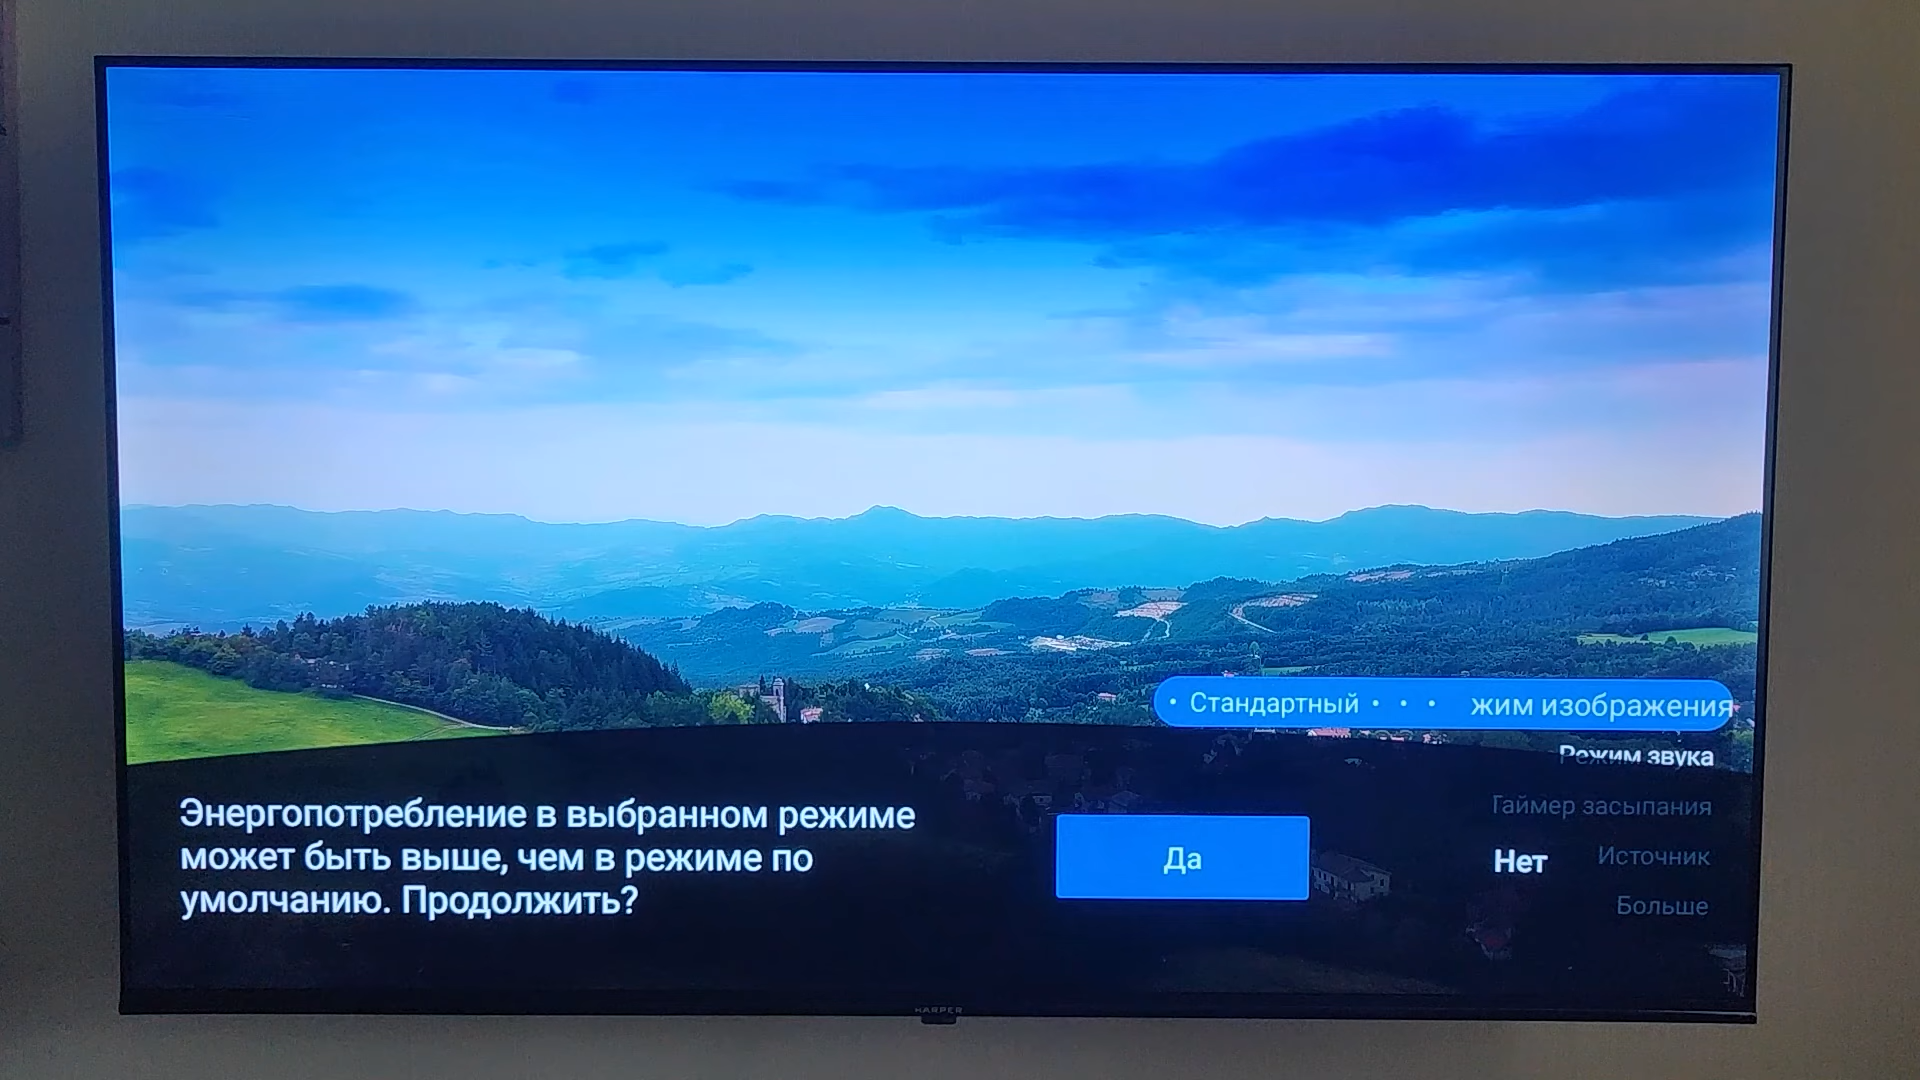 • Стандартный • • • жим изображения
Режим звука
Таймер засыпания
Энергопотребление в выбранном режиме
может быть выше, чем в режиме по
умолчанию. Продолжить?
Да
Нет
Источник
Больше
HARPER